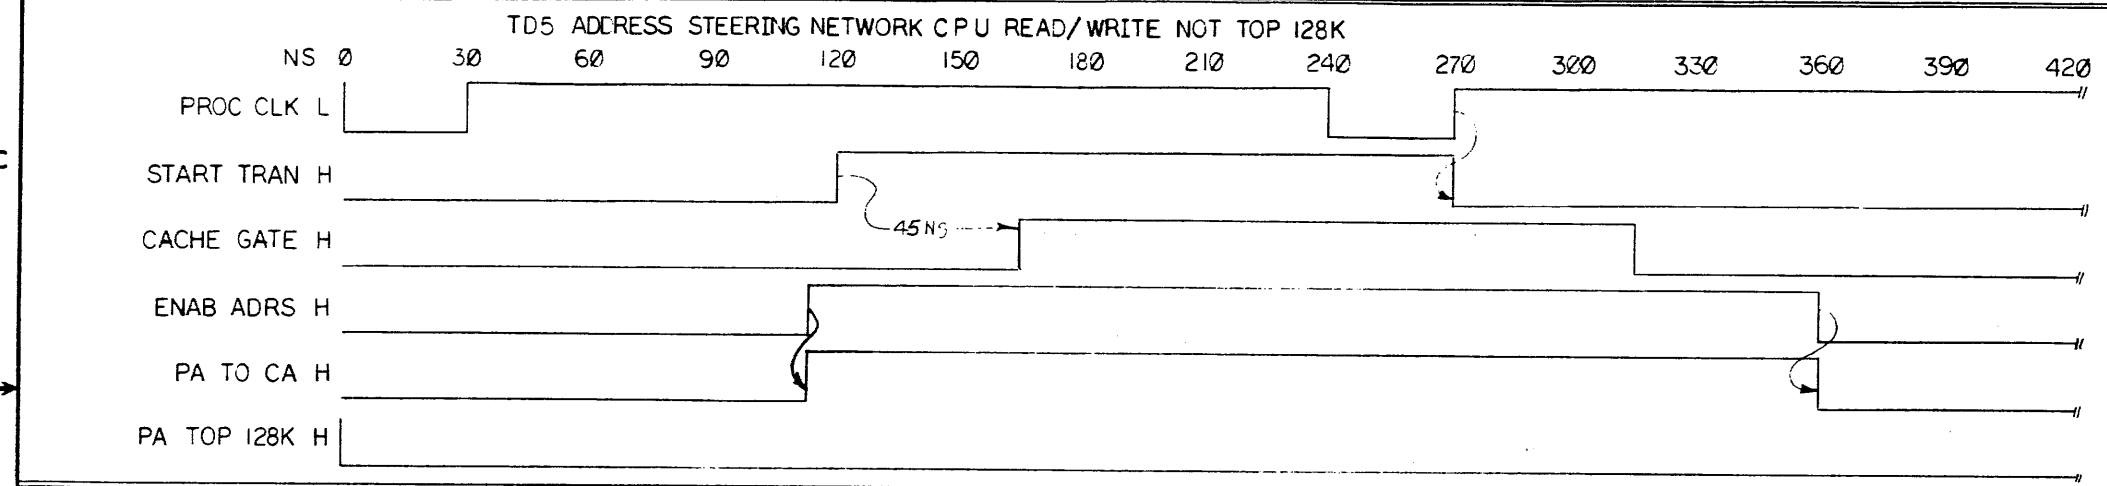 TD5 ADDRESS STEERING NETWORK CPU READ/WRITE NOT TOP 128K
NS 0 30 60 90 120 150 180 210 240 270 300 330 360 390 420
PROC CLK L
C
START TRAN H
45NS
CACHE GATE H
ENAB ADRS H
PA TO CA H
PA TOP 128K H